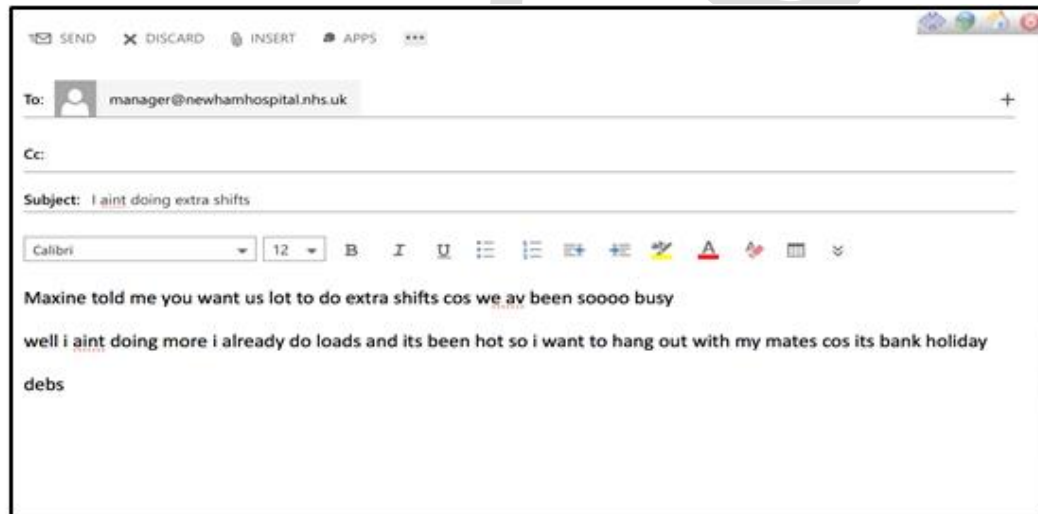 SEND DISCARD INSERT APPS ...
To: manager@newhamhospital.nhs.uk +
Cc:
Subject: I aint doing extra shifts
Calibri 12 B I U A
Maxine told me you want us lot to do extra shifts cos we av been soooo busy
well i aint doing more i already do loads and its been hot so i want to hang out with my mates cos its bank holiday
debs